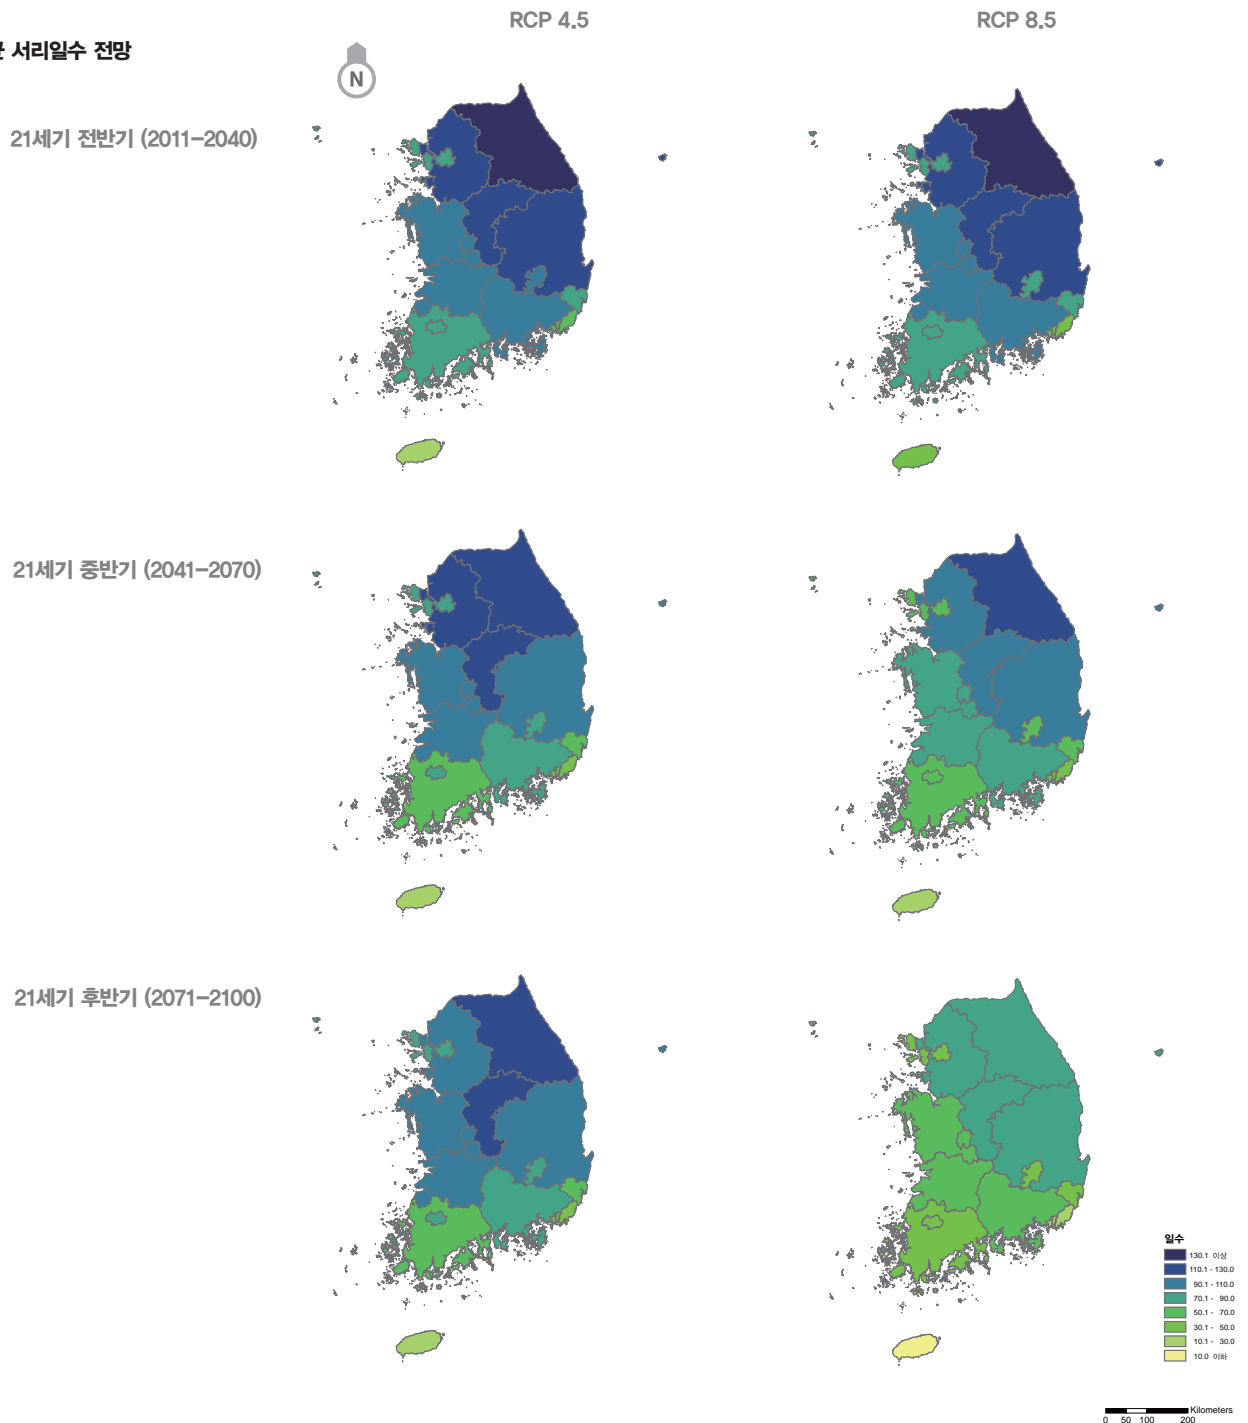 RCP 4.5
RCP 8.5
서리일수 전망
N
21세기 전반기 (2011-2040)
21세기 중반기 (2041-2070)
21세기 후반기 (2071-2100)
일수
130.1 이상
110.1 - 130.0
90.1 - 110.0
70.1 - 90.0
50.1 - 70.0
30.1 - 50.0
10.1 - 30.0
10.0 이하
Kilometers
0 50 100 200